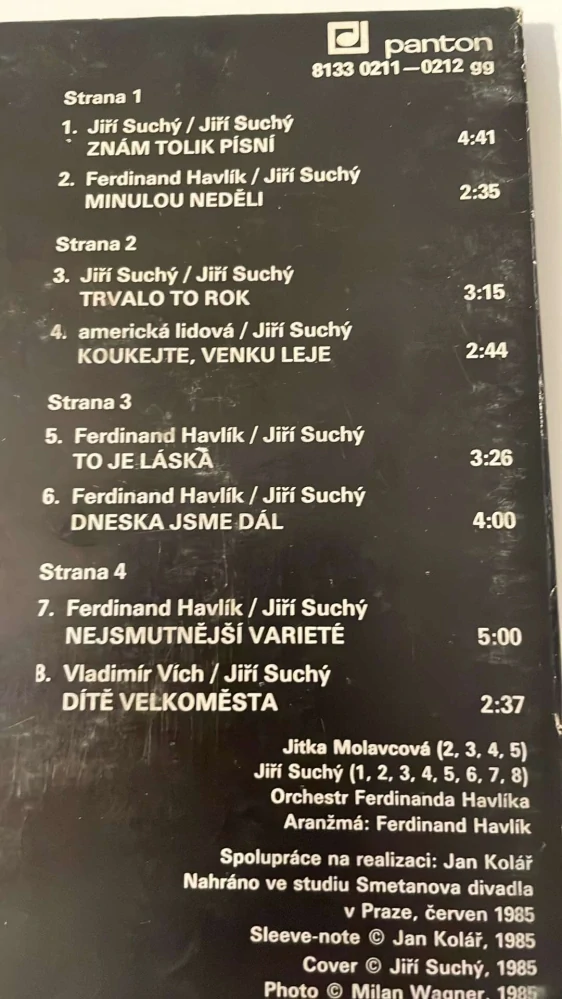 panton
8133 0211—0212 gg
Strana 1
1. Jiří Suchý / Jiří Suchý
ZNÁM TOLIK PÍSNÍ 4:41
2. Ferdinand Havlík / Jiří Suchý
MINULOU NEDĚLI 2:35
Strana 2
3. Jiří Suchý / Jiří Suchý
TRVALO TO ROK 3:15
4. americká lidová / Jiří Suchý
KOUKEJTE, VENKU LEJE 2:44
Strana 3
5. Ferdinand Havlík / Jiří Suchý
TO JE LÁSKA 3:26
6. Ferdinand Havlík / Jiří Suchý
DNESKA JSME DÁL 4:00
Strana 4
7. Ferdinand Havlík / Jiří Suchý
NEJSMUTNĚJŠÍ VARIETÉ 5:00
8. Vladimír Vích / Jiří Suchý
DÍTĚ VELKOMĚSTA 2:37
Jitka Molavcová (2, 3, 4, 5)
Jiří Suchý (1, 2, 3, 4, 5, 6, 7, 8)
Orchestr Ferdinanda Havlíka
Aranžmá: Ferdinand Havlík
Spolupráce na realizaci: Jan Kolář
Nahráno ve studiu Smetanova divadla
v Praze, červen 1985
Sleeve-note © Jan Kolář, 1985
Cover © Jiří Suchý, 1985
Photo © Milan Wagner, 1985